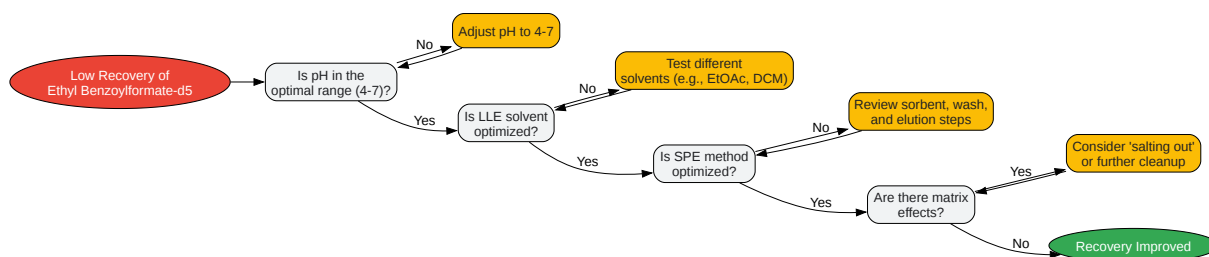 Low Recovery of
Ethyl Benzoylformate-d5
Is pH in the
optimal range (4-7)?
No
Adjust pH to 4-7
Yes
Is LLE solvent
optimized?
No
Test different
solvents (e.g., EtOAc, DCM)
Yes
Is SPE method
optimized?
No
Review sorbent, wash,
and elution steps
Yes
Are there matrix
effects?
Yes
Consider 'salting out'
or further cleanup
No
Recovery Improved